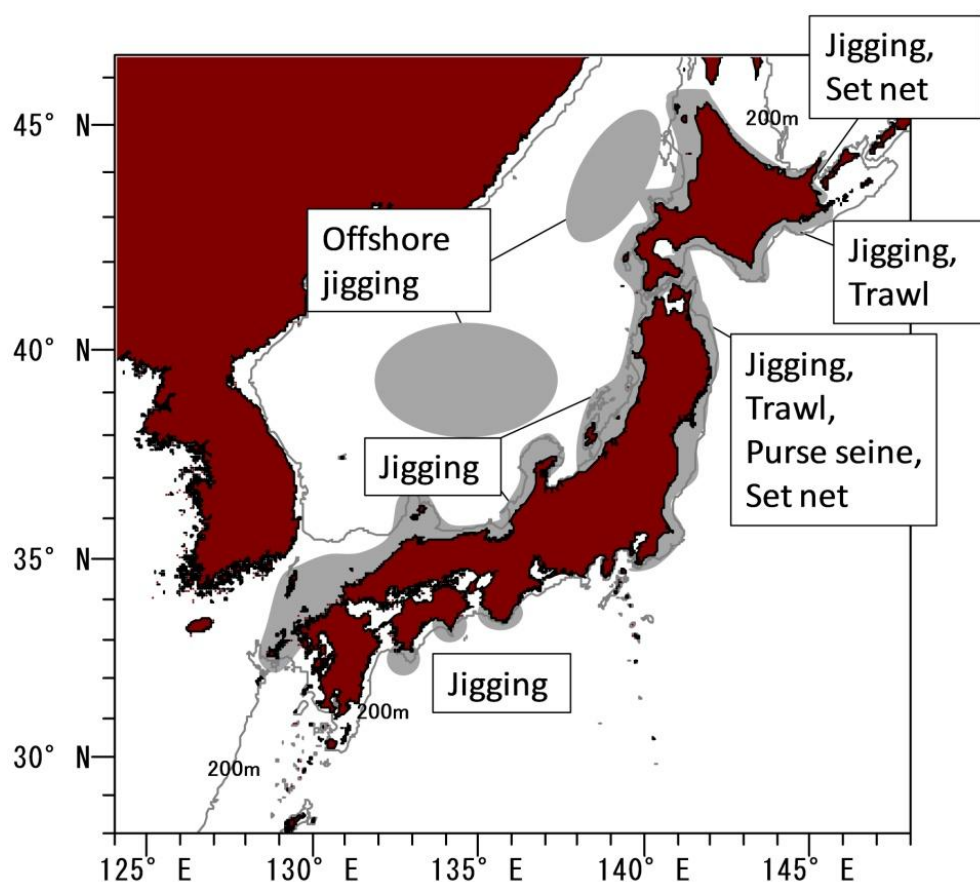 Jigging,
Set net
45° N
200m
Offshore
jigging
Jigging,
Trawl
40° N
Jigging,
Trawl,
Purse seine,
Set net
Jigging
35° N
Jigging
200m
30° N
200m
125° E 130° E 135° E 140° E 145° E